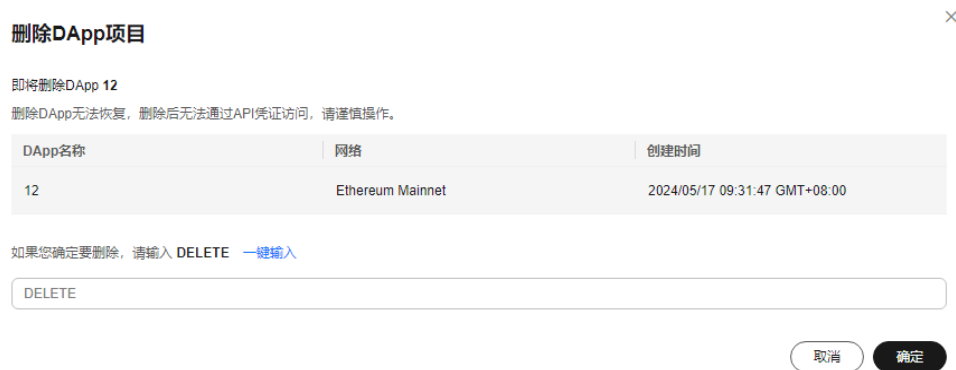 删除DApp项目
即将删除DApp 12
删除DApp无法恢复，删除后无法通过API凭证访问，请谨慎操作。
DApp名称 网络 创建时间
12 Ethereum Mainnet 2024/05/17 09:31:47 GMT+08:00
如果您确定要删除，请输入 DELETE 一键输入
DELETE
取消 确定